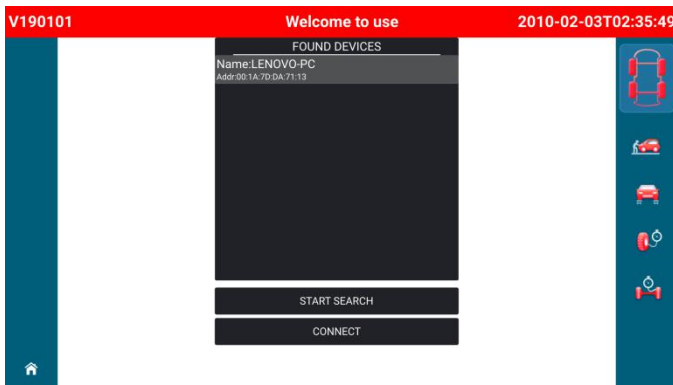 V190101
Welcome to use
2010-02-03T02:35:49
FOUND DEVICES
Name:LENOVO-PC
Addr:00:1A:7D:DA:71:13
START SEARCH
CONNECT